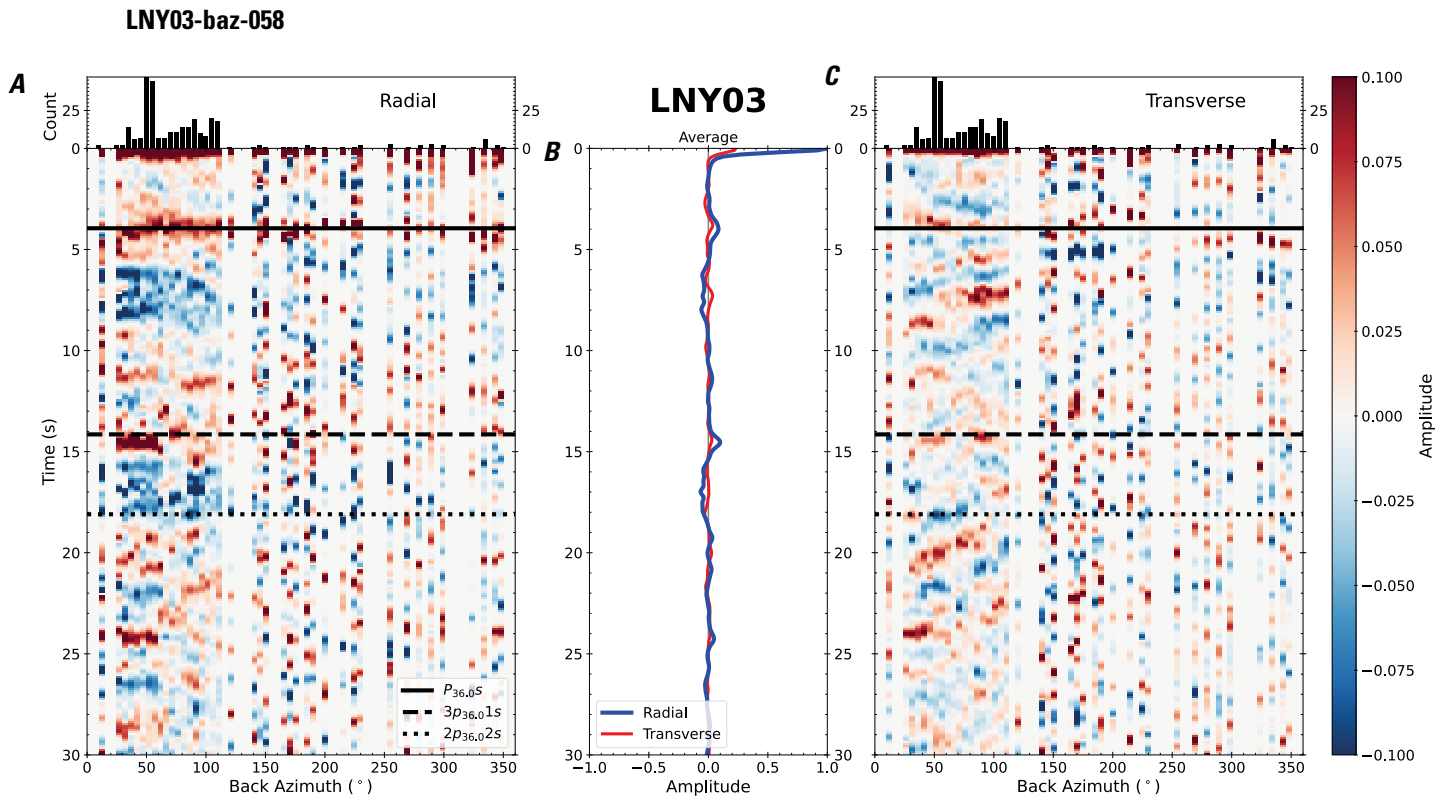 LNY03-baz-058
A
Count
25
0
Radial
25
0
Time (s)
0
5
10
15
20
25
30
P36.0s
3p36.01s
2p36.02s
0 50 100 150 200 250 300 350
Back Azimuth (°)
LNY03
Average
B
0
5
10
15
20
25
30
Radial
Transverse
−1.0 −0.5 0.0 0.5 1.0
Amplitude
C
Transverse
25
0
0
5
10
15
20
25
30
0 50 100 150 200 250 300 350
Back Azimuth (°)
0.100
0.075
0.050
0.025
0.000
−0.025
−0.050
−0.075
−0.100
Amplitude